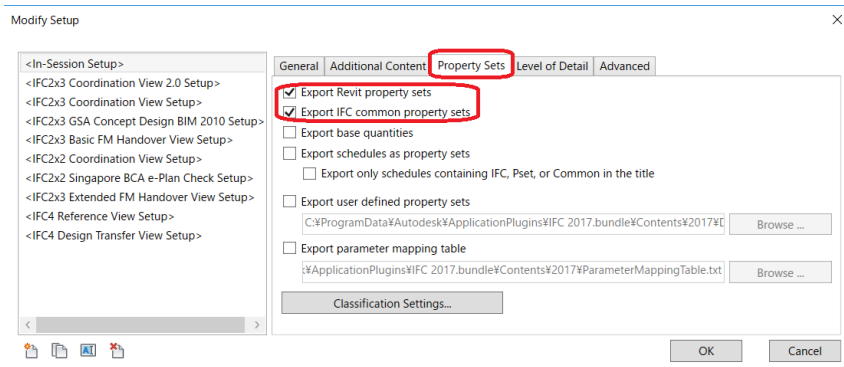 Modify Setup
<In-Session Setup>
<IFC2x3 Coordination View 2.0 Setup>
<IFC2x3 Coordination View Setup>
<IFC2x3 GSA Concept Design BIM 2010 Setup>
<IFC2x3 Basic FM Handover View Setup>
<IFC2x2 Coordination View Setup>
<IFC2x2 Singapore BCA e-Plan Check Setup>
<IFC2x3 Extended FM Handover View Setup>
<IFC4 Reference View Setup>
<IFC4 Design Transfer View Setup>
General Additional Content Property Sets Level of Detail Advanced
Export Revit property sets
Export IFC common property sets
Export base quantities
Export schedules as property sets
Export only schedules containing IFC, Pset, or Common in the title
Export user defined property sets
C:¥ProgramData¥Autodesk¥ApplicationPlugins¥IFC 2017.bundle¥Contents¥2017¥D Browse ...
Export parameter mapping table
k¥ApplicationPlugins¥IFC 2017.bundle¥Contents¥2017¥ParameterMappingTable.txt Browse ...
Classification Settings...
OK Cancel